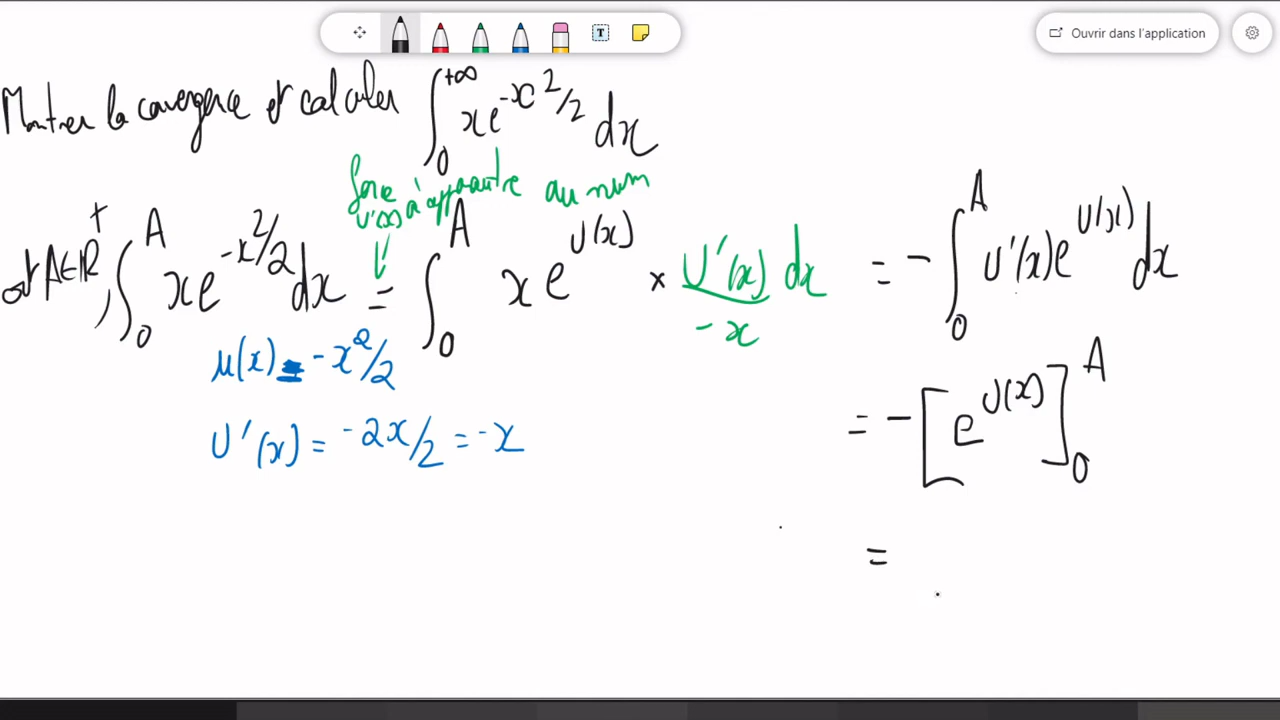 Ouvrir dans l'application
Montrer la convergence et calculer ∫₀^{+∞} xe^{-x²/2} dx
faire apparaitre au num
U'(x) à
soit A∈ℝ⁺, ∫₀^A xe^{-x²/2} dx = ∫₀^A x e^{U(x)} × U'(x)/-x dx = - ∫₀^A U'(x)e^{U(x)} dx
u(x) = -x²/2
= -[e^{U(x)}]₀^A
U'(x) = -2x/2 = -x
=